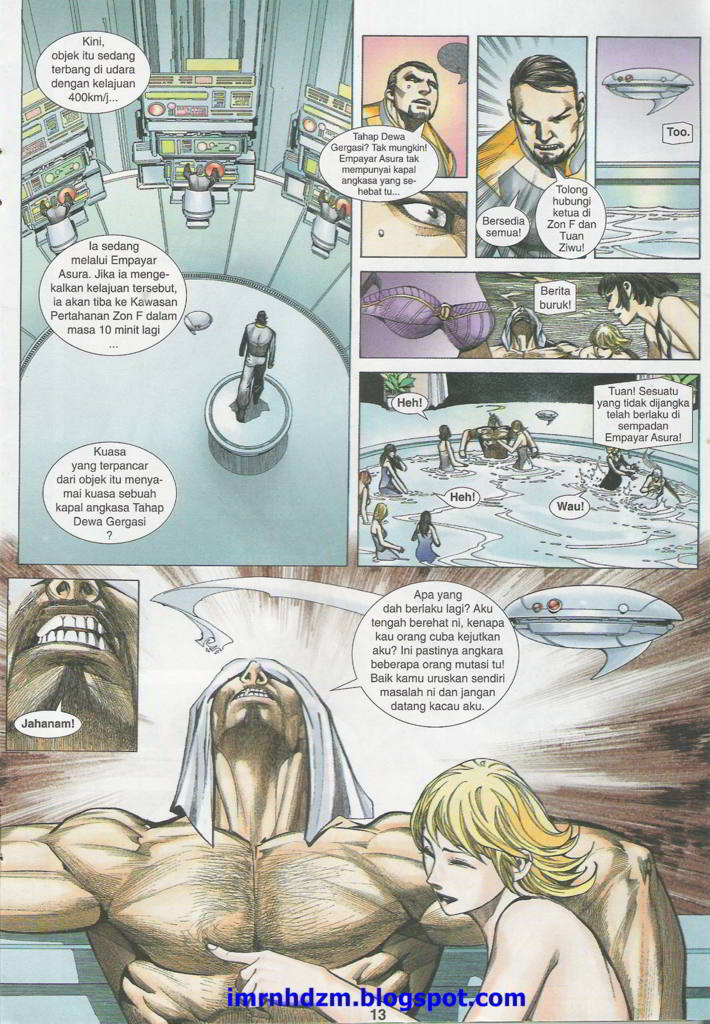 Kini,
objek itu sedang
terbang di udara
dengan kelajuan
400km/j...
Ia sedang
melalui Empayar
Asura. Jika ia menge-
kalkan kelajuan tersebut,
ia akan tiba ke Kawasan
Pertahanan Zon F dalam
masa 10 minit lagi
...
Kuasa
yang terpancar
dari objek itu menya-
mai kuasa sebuah
kapal angkasa Tahap
Dewa Gergasi
?
Tahap Dewa
Gergasi? Tak mungkin!
Empayar Asura tak
mempunyai kapal
angkasa yang se-
hebat tu...
Bersedia
semua!
Tolong
hubungi
ketua di
Zon F dan
Tuan
Ziwu!
Too.
Berita
buruk!
Heh!
Tuan! Sesuatu
yang tidak dijangka
telah berlaku di
sempadan
Empayar Asura!
Heh!
Wau!
Jahanam!
Apa yang
dah berlaku lagi? Aku
tengah berehat ni, kenapa
kau orang cuba kejutkan
aku? Ini pastinya angkara
beberapa orang mutasi tu!
Baik kamu uruskan sendiri
masalah ni dan jangan
datang kacau aku.
imrnhdzm.blogspot.com
13